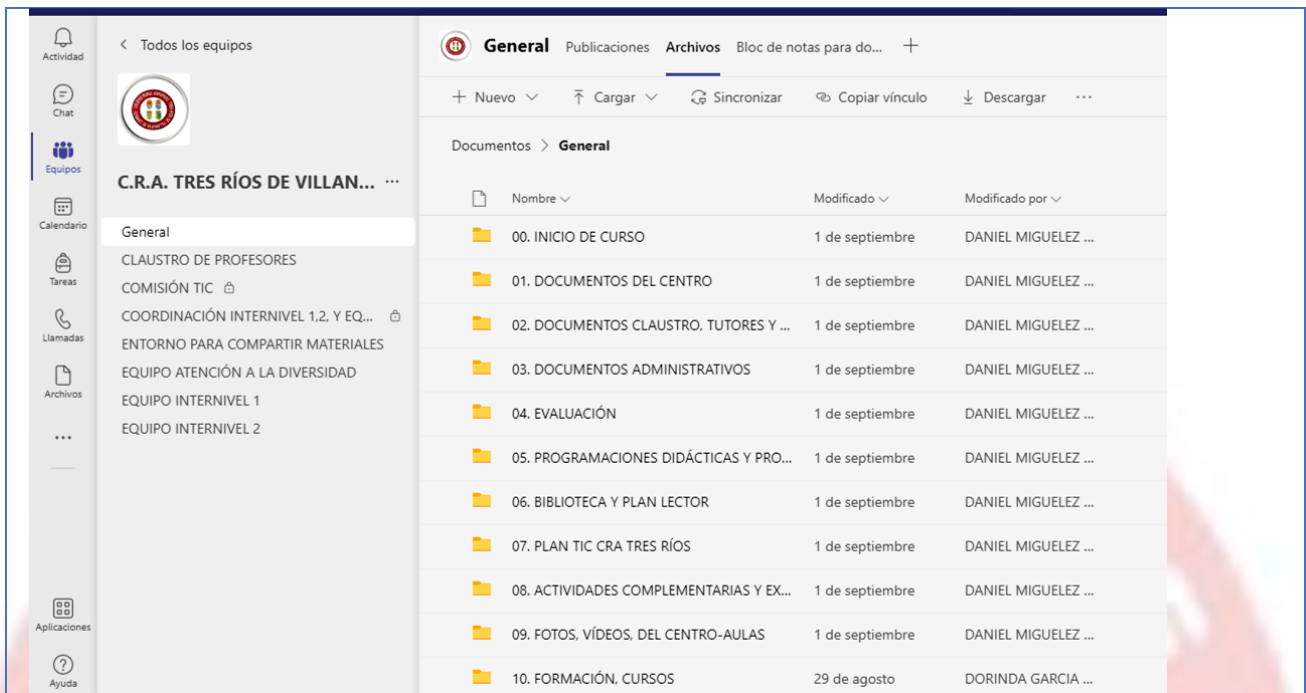 Actividad
Chat
Equipos
Calendario
Tareas
Llamadas
Archivos
Aplicaciones
Ayuda
Todos los equipos
C.R.A. TRES RÍOS DE VILLAN...
General
CLAUSTRO DE PROFESORES
COMISIÓN TIC
COORDINACIÓN INTERNIVEL 1,2, Y EQ...
ENTORNO PARA COMPARTIR MATERIALES
EQUIPO ATENCIÓN A LA DIVERSIDAD
EQUIPO INTERNIVEL 1
EQUIPO INTERNIVEL 2
General Publicaciones Archivos Bloc de notas para do...
Nuevo Cargar Sincronizar Copiar vínculo Descargar
Documentos > General
Nombre Modificado Modificado por
00. INICIO DE CURSO 1 de septiembre DANIEL MIGUELEZ ...
01. DOCUMENTOS DEL CENTRO 1 de septiembre DANIEL MIGUELEZ ...
02. DOCUMENTOS CLAUSTRO, TUTORES Y ... 1 de septiembre DANIEL MIGUELEZ ...
03. DOCUMENTOS ADMINISTRATIVOS 1 de septiembre DANIEL MIGUELEZ ...
04. EVALUACIÓN 1 de septiembre DANIEL MIGUELEZ ...
05. PROGRAMACIONES DIDÁCTICAS Y PRO... 1 de septiembre DANIEL MIGUELEZ ...
06. BIBLIOTECA Y PLAN LECTOR 1 de septiembre DANIEL MIGUELEZ ...
07. PLAN TIC CRA TRES RÍOS 1 de septiembre DANIEL MIGUELEZ ...
08. ACTIVIDADES COMPLEMENTARIAS Y EX... 1 de septiembre DANIEL MIGUELEZ ...
09. FOTOS, VÍDEOS, DEL CENTRO-AULAS 1 de septiembre DANIEL MIGUELEZ ...
10. FORMACIÓN, CURSOS 29 de agosto DORINDA GARCIA ...